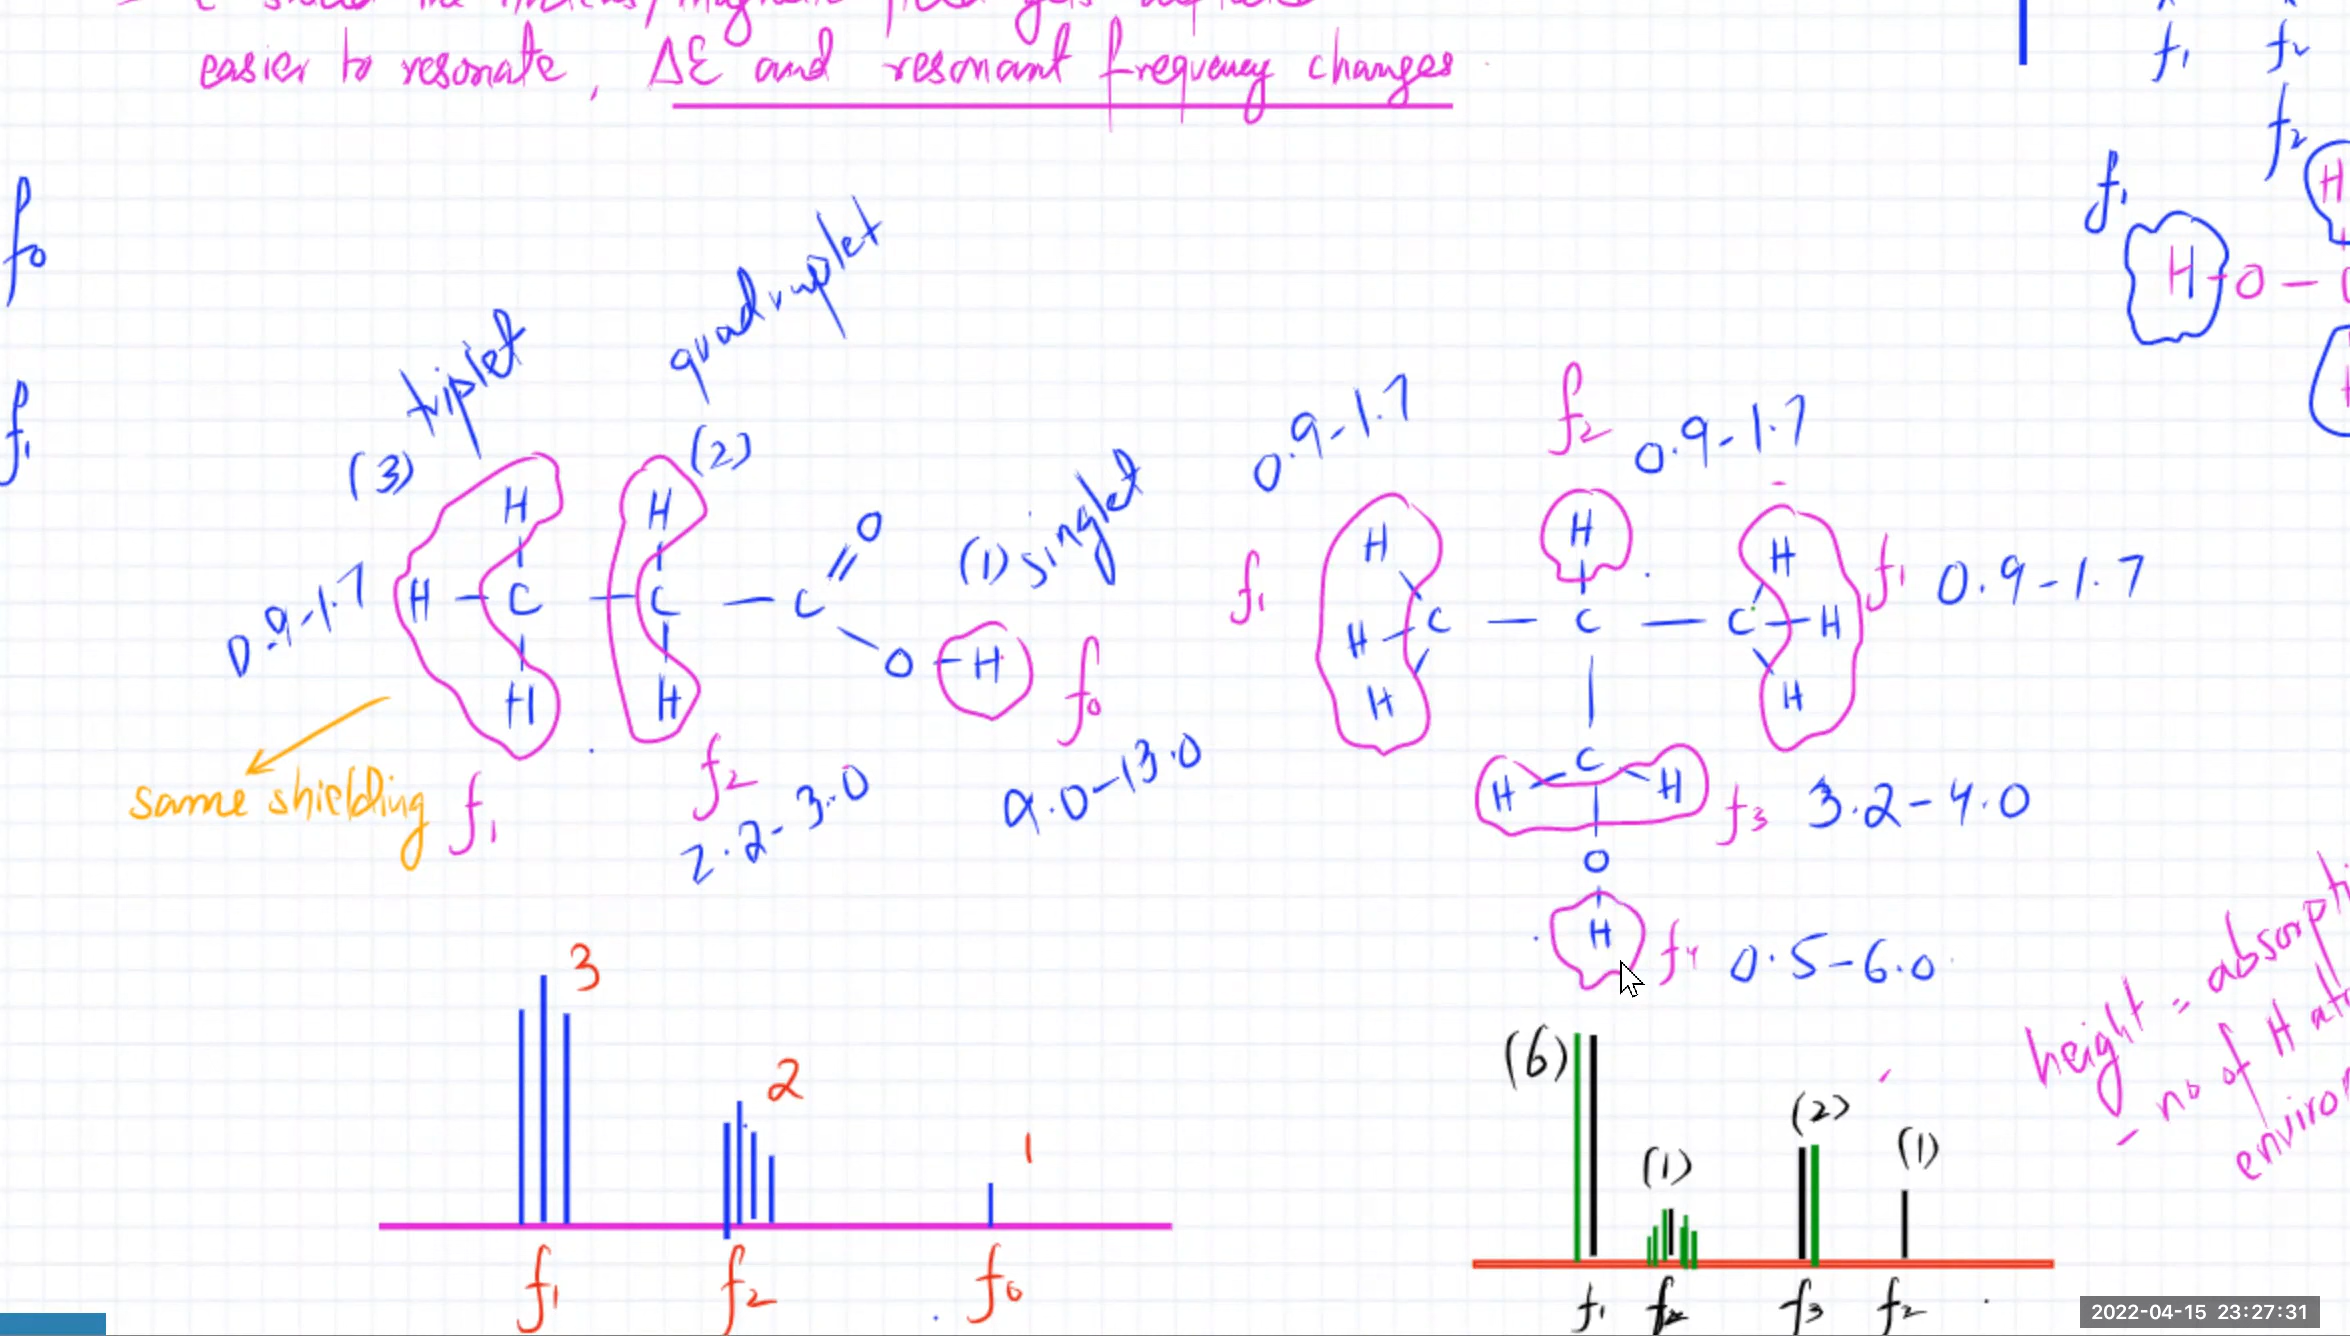 easier to resonate, ΔE and resonant frequency changes
f1
f2
f2
f1
H
H-O-
f0
f1
triplet
quadruplet
(3)
(2)
(1) singlet
0.9-1.7
H
H
O
H - C - C - C
O - H
H
H
same shielding
f1
f2
f0
2.2-3.0
9.0-13.0
0.9-1.7
f2
0.9-1.7
f1
H
H
H
f1
0.9-1.7
H - C - C - C - H
H
H
C
H
H
f3
3.2-4.0
O
H
f4
0.5-6.0
height = absorpti
- no of H at
enviro
3
2
1
f1
f2
f0
(6)
(1)
(2)
(1)
f1
f3
f2
2022-04-15 23:27:31